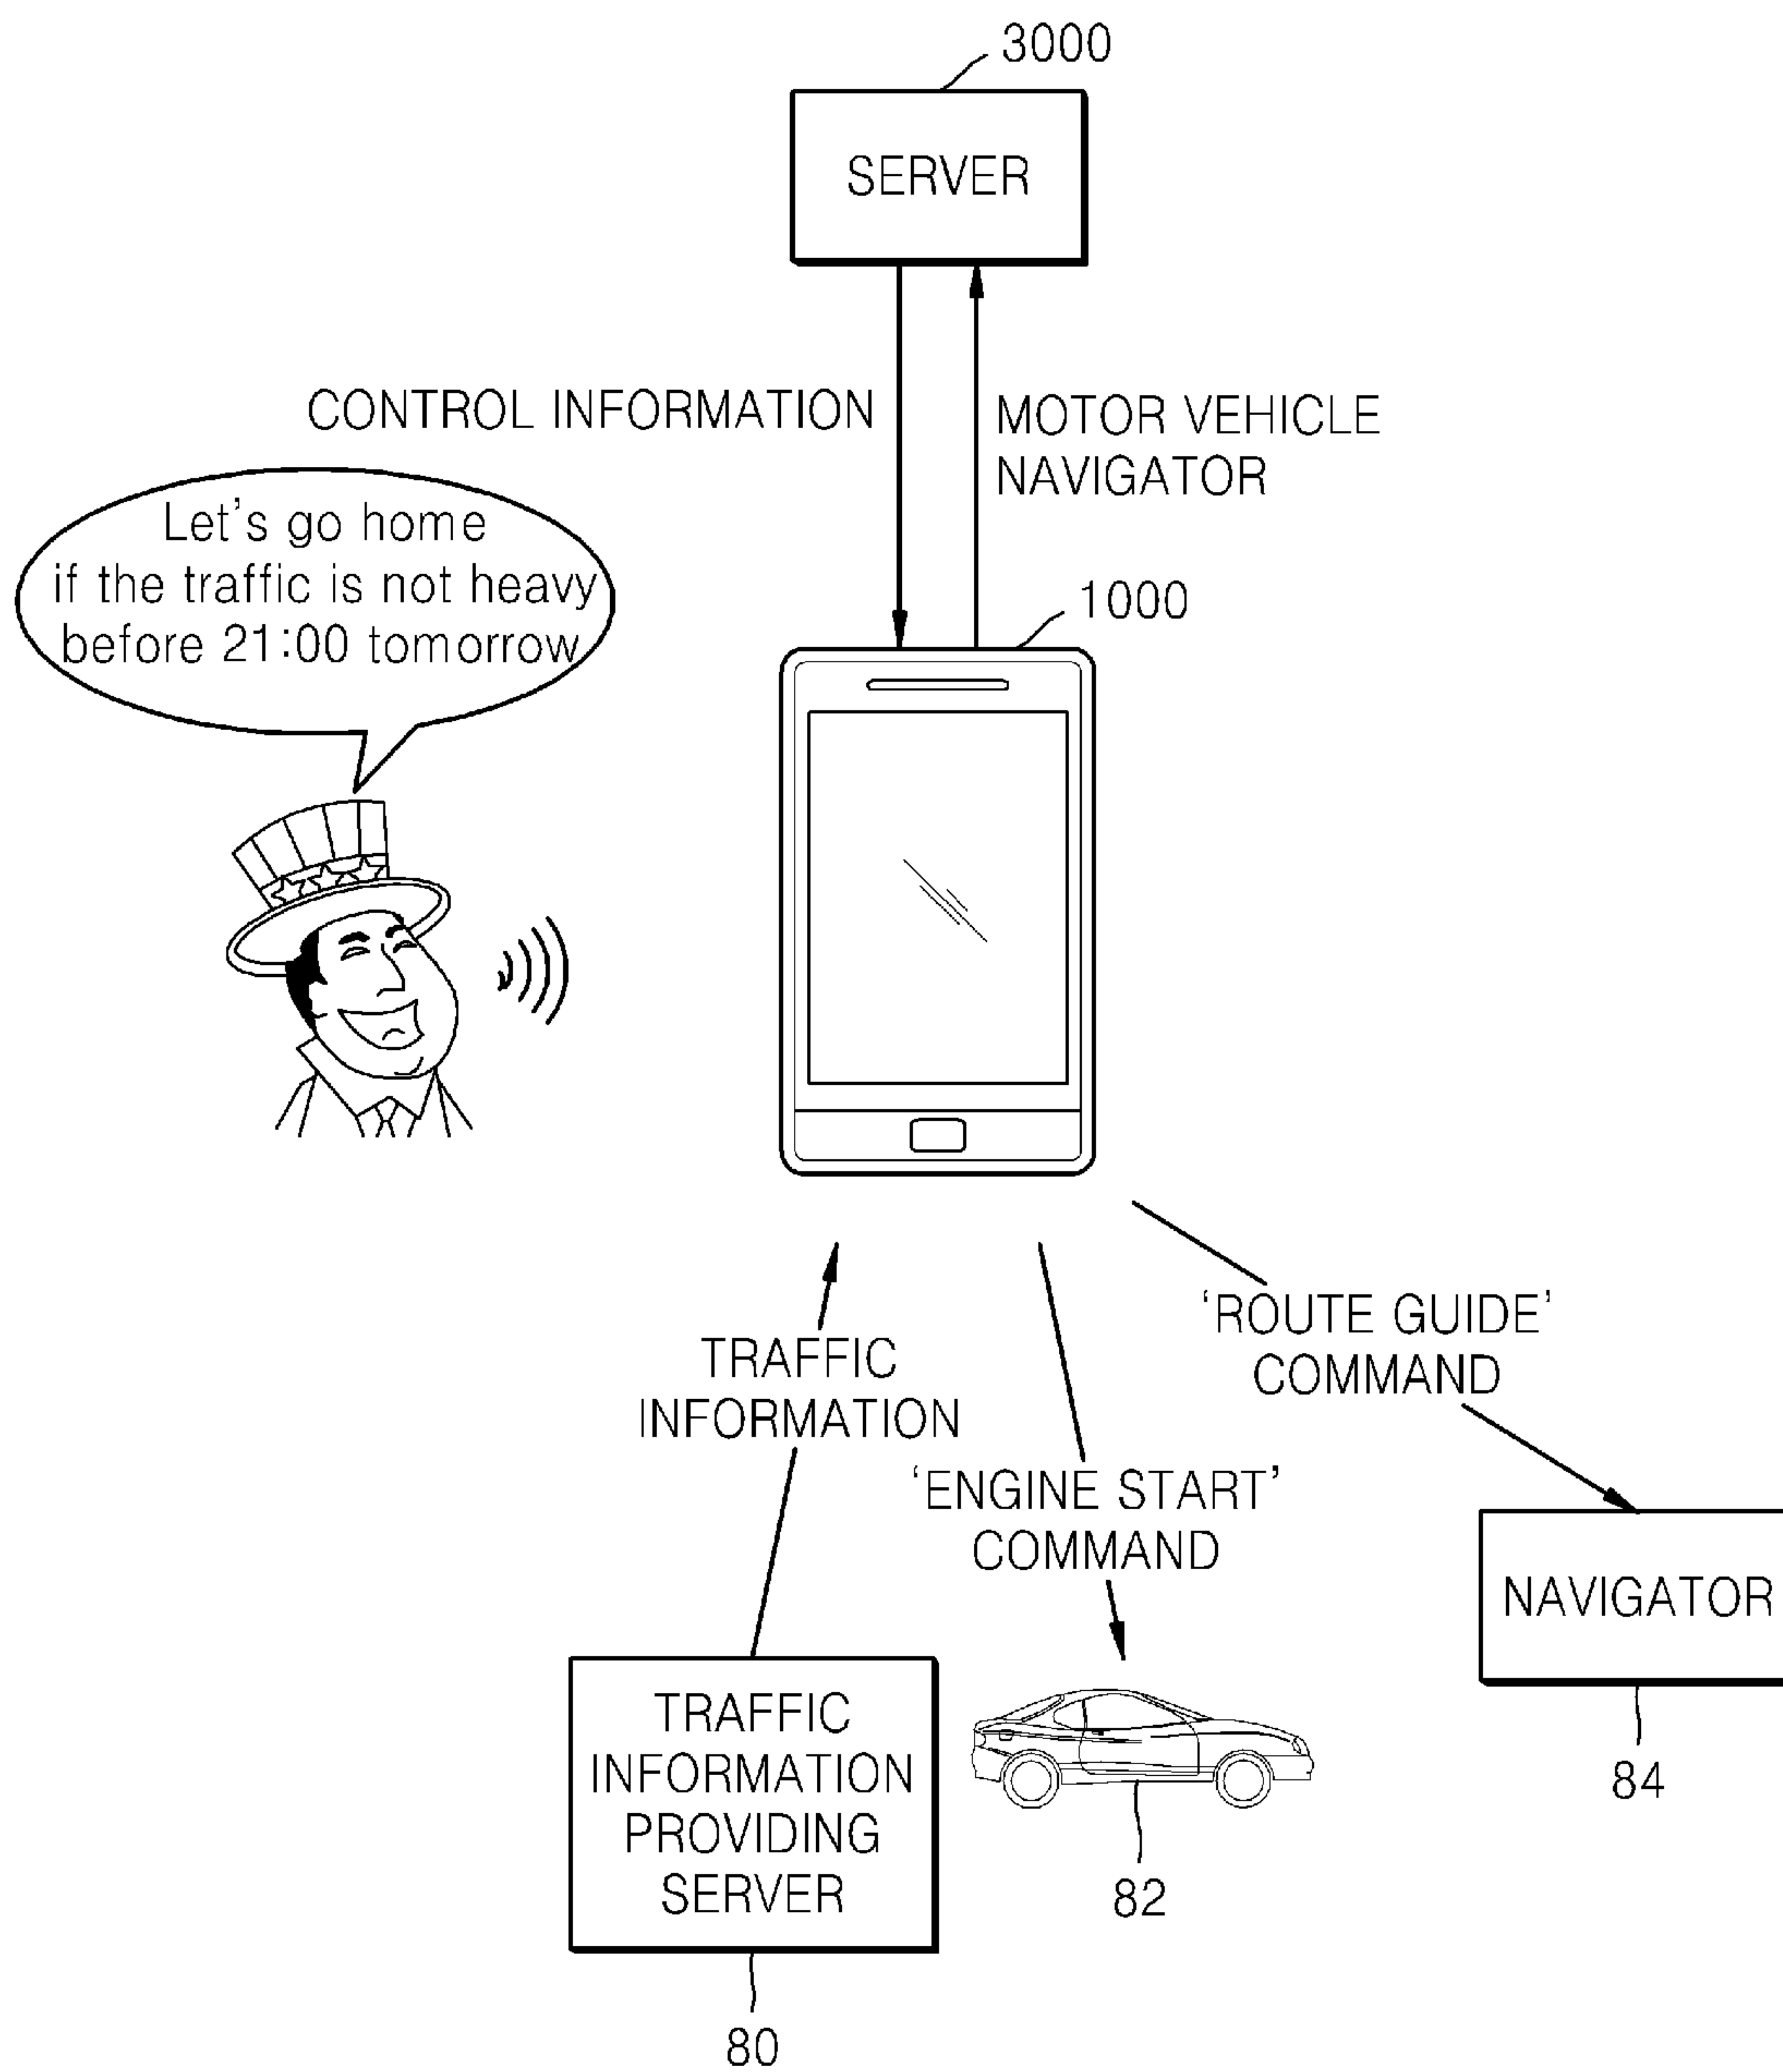 3000
SERVER
CONTROL INFORMATION
MOTOR VEHICLE
NAVIGATOR
Let's go home
if the traffic is not heavy
before 21:00 tomorrow
1000
'ROUTE GUIDE'
COMMAND
TRAFFIC
INFORMATION
'ENGINE START'
COMMAND
NAVIGATOR
84
TRAFFIC
INFORMATION
PROVIDING
SERVER
82
80